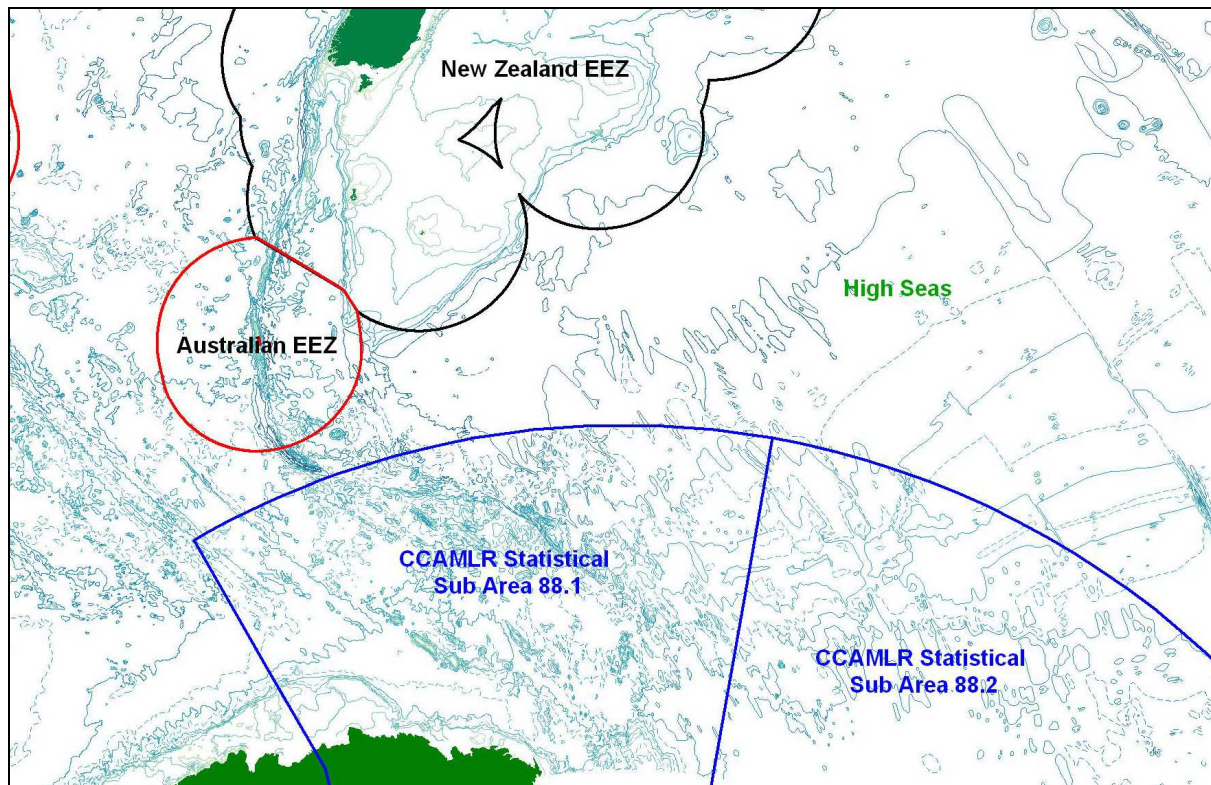 New Zealand EEZ
High Seas
Australian EEZ
CCAMLR Statistical
Sub Area 88.1
CCAMLR Statistical
Sub Area 88.2